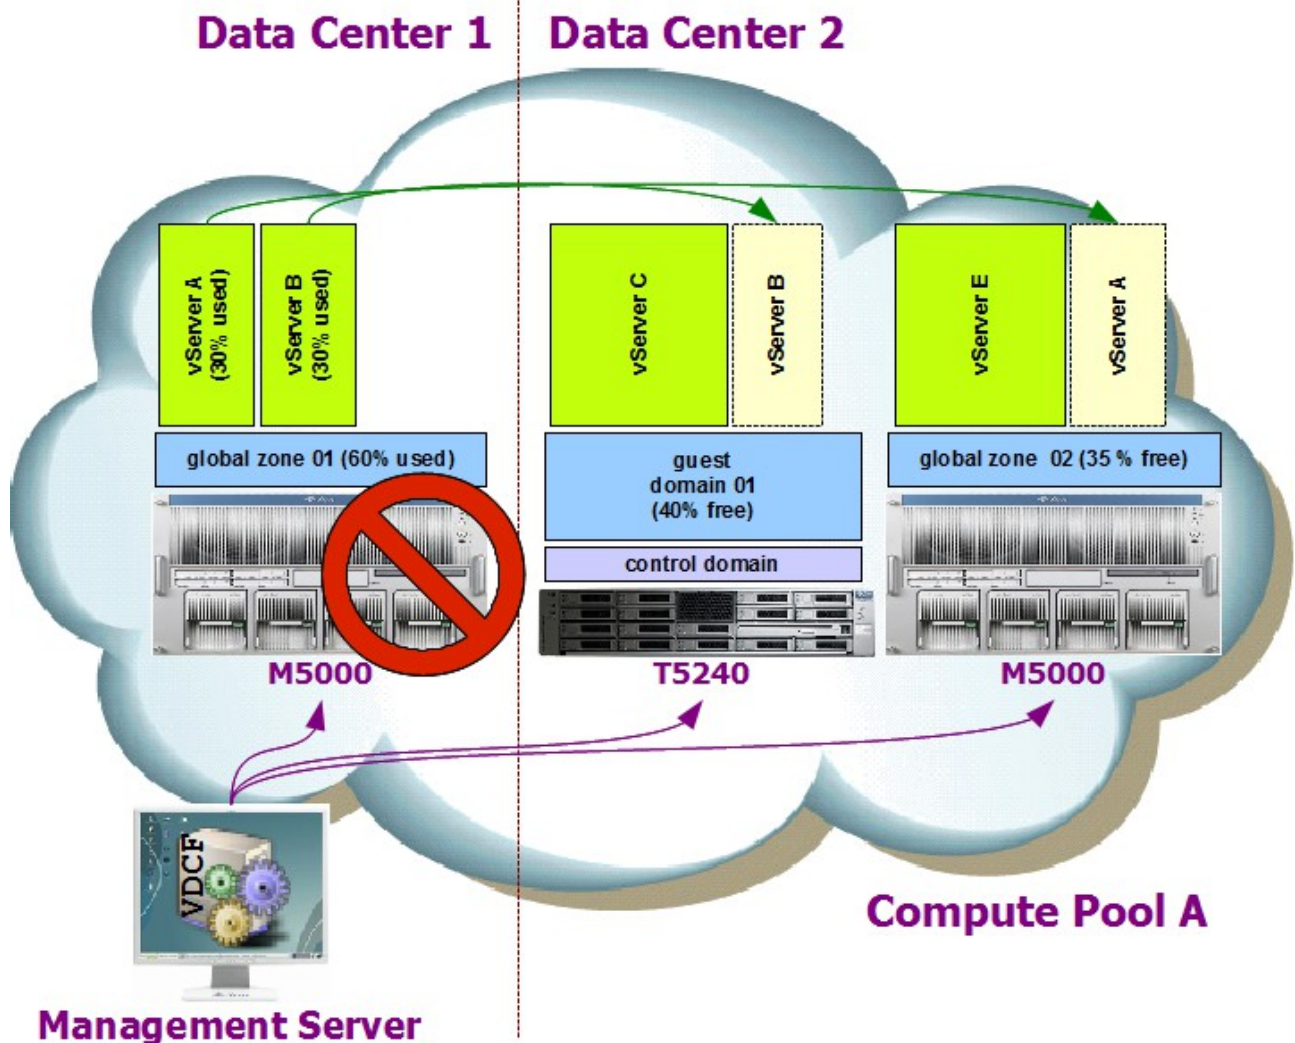 Data Center 1
Data Center 2
vServer A
(30% used)
vServer B
(30% used)
vServer C
vServer B
vServer E
vServer A
global zone 01 (60% used)
guest
domain 01
(40% free)
global zone 02 (35 % free)
control domain
M5000
T5240
M5000
VDCF
Compute Pool A
Management Server